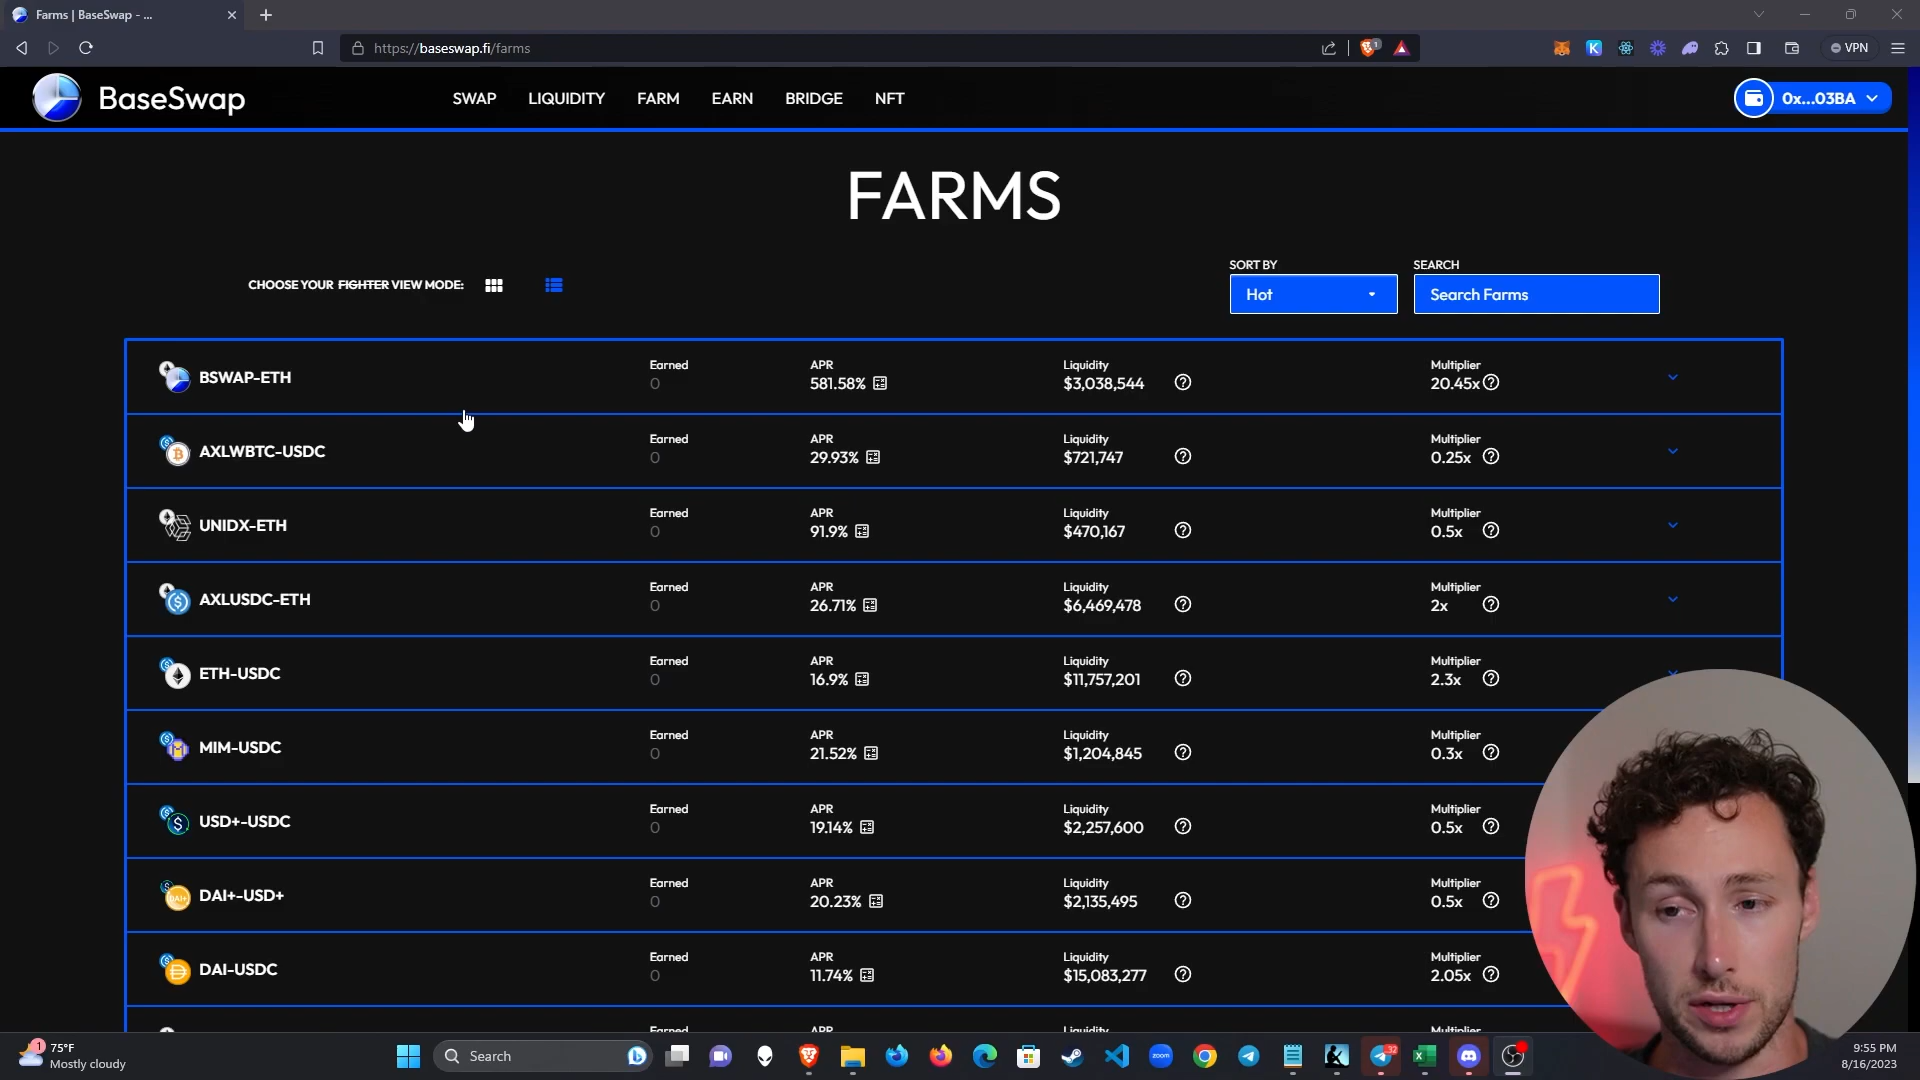 Farms | BaseSwap - ...
https://baseswap.fi/farms
1
VPN
BaseSwap
SWAP LIQUIDITY FARM EARN BRIDGE NFT
0x...03BA
FARMS
CHOOSE YOUR FIGHTER VIEW MODE:
SORT BY
Hot
SEARCH
Search Farms
BSWAP-ETH
Earned
0
APR
581.58%
Liquidity
$3,038,544
Multiplier
20.45x
AXLWBTC-USDC
Earned
0
APR
29.93%
Liquidity
$721,747
Multiplier
0.25x
UNIDX-ETH
Earned
0
APR
91.9%
Liquidity
$470,167
Multiplier
0.5x
AXLUSDC-ETH
Earned
0
APR
26.71%
Liquidity
$6,469,478
Multiplier
2x
ETH-USDC
Earned
0
APR
16.9%
Liquidity
$11,757,201
Multiplier
2.3x
MIM-USDC
Earned
0
APR
21.52%
Liquidity
$1,204,845
Multiplier
0.3x
USD+-USDC
Earned
0
APR
19.14%
Liquidity
$2,257,600
Multiplier
0.5x
DAI+-USD+
Earned
0
APR
20.23%
Liquidity
$2,135,495
Multiplier
0.5x
DAI-USDC
Earned
0
APR
11.74%
Liquidity
$15,083,277
Multiplier
2.05x
Earned
APR
Liquidity
Multiplier
1
75°F
Mostly cloudy
Search
zoom
32
9:55 PM
8/16/2023